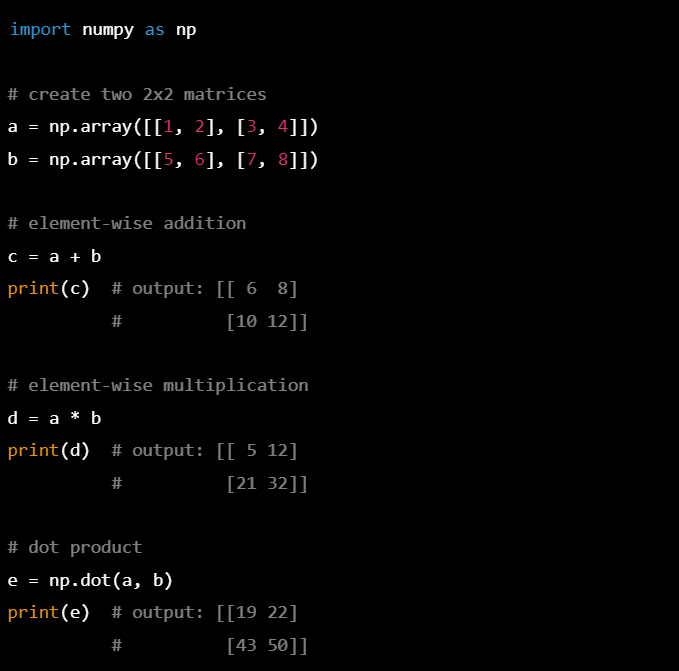 import numpy as np
# create two 2x2 matrices
a = np.array([[1, 2], [3, 4]])
b = np.array([[5, 6], [7, 8]])
# element-wise addition
c = a + b
print(c)  # output: [[ 6  8]
          #          [10 12]]
# element-wise multiplication
d = a * b
print(d)  # output: [[ 5 12]
          #          [21 32]]
# dot product
e = np.dot(a, b)
print(e)  # output: [[19 22]
          #          [43 50]]